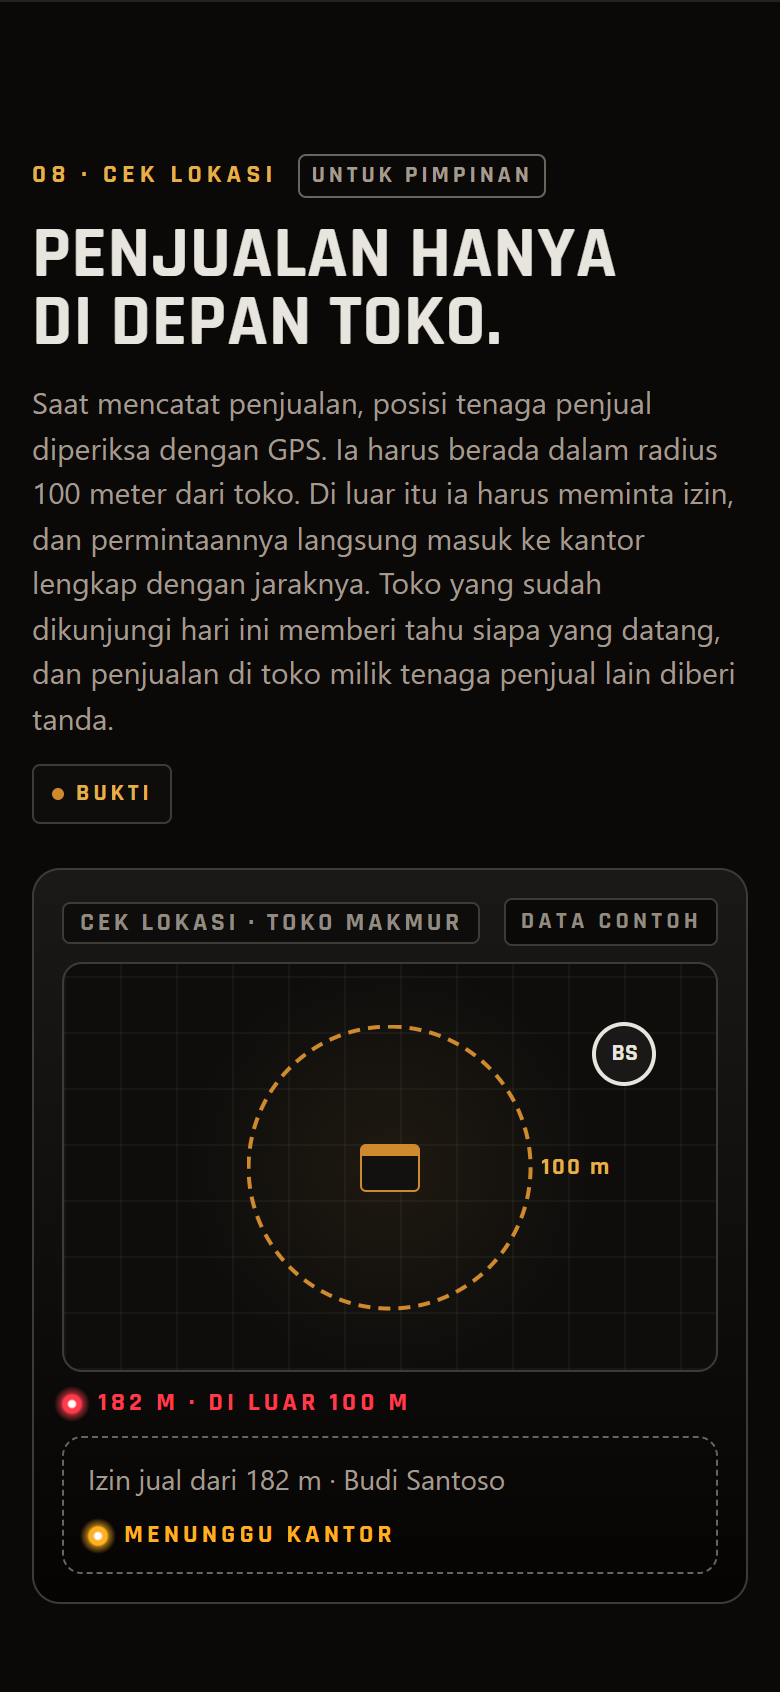 08 · CEK LOKASI
UNTUK PIMPINAN
PENJUALAN HANYA
DI DEPAN TOKO.
Saat mencatat penjualan, posisi tenaga penjual
diperiksa dengan GPS. Ia harus berada dalam radius
100 meter dari toko. Di luar itu ia harus meminta izin,
dan permintaannya langsung masuk ke kantor
lengkap dengan jaraknya. Toko yang sudah
dikunjungi hari ini memberi tahu siapa yang datang,
dan penjualan di toko milik tenaga penjual lain diberi
tanda.
BUKTI
CEK LOKASI · TOKO MAKMUR
DATA CONTOH
BS
100 m
182 M · DI LUAR 100 M
Izin jual dari 182 m · Budi Santoso
MENUNGGU KANTOR